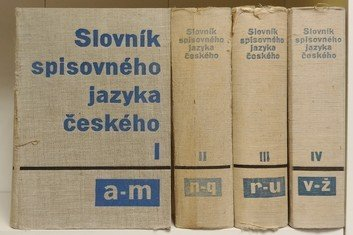 Slovník
spisovného
jazyka
českého
I
a-m
Slovník
spisovného
jazyka
českého
II
n-q
Slovník
spisovného
jazyka
českého
III
r-u
Slovník
spisovného
jazyka
českého
IV
v-ž